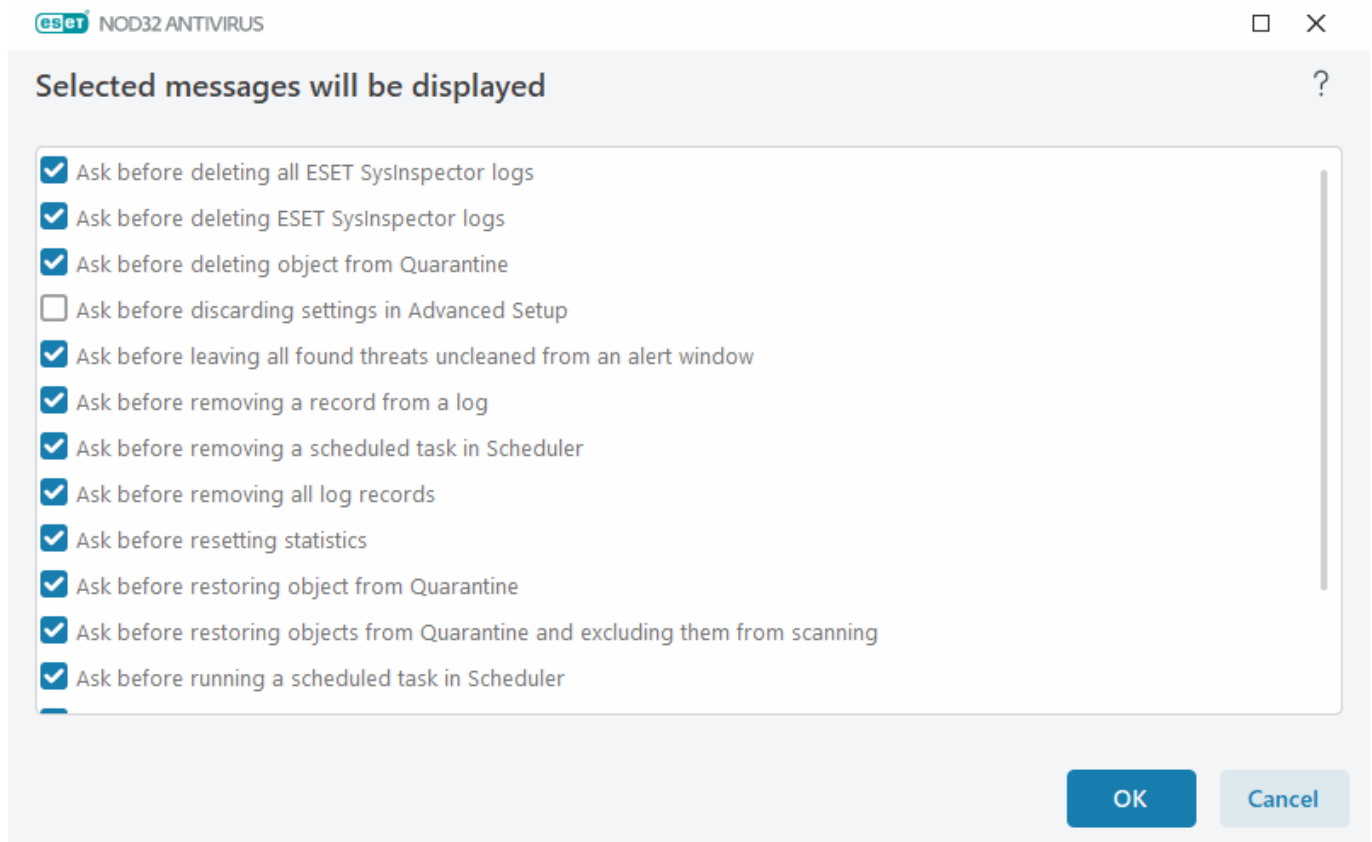 eset NOD32 ANTIVIRUS
Selected messages will be displayed
?
Ask before deleting all ESET SysInspector logs
Ask before deleting ESET SysInspector logs
Ask before deleting object from Quarantine
Ask before discarding settings in Advanced Setup
Ask before leaving all found threats uncleaned from an alert window
Ask before removing a record from a log
Ask before removing a scheduled task in Scheduler
Ask before removing all log records
Ask before resetting statistics
Ask before restoring object from Quarantine
Ask before restoring objects from Quarantine and excluding them from scanning
Ask before running a scheduled task in Scheduler
OK Cancel